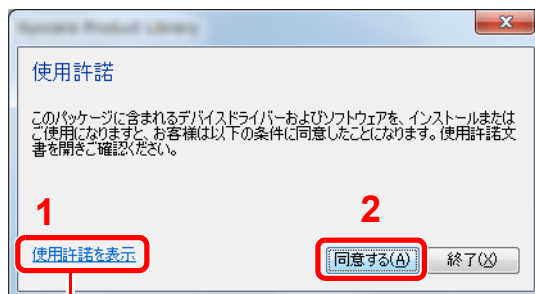 使用許諾
このパッケージに含まれるデバイスドライバーおよびソフトウェアを、インストールまたは
ご使用になりますと、お客様は以下の条件に同意したことになります。使用許諾文
書を開きご確認ください。
1
2
使用許諾を表示
同意する(A)
終了(X)